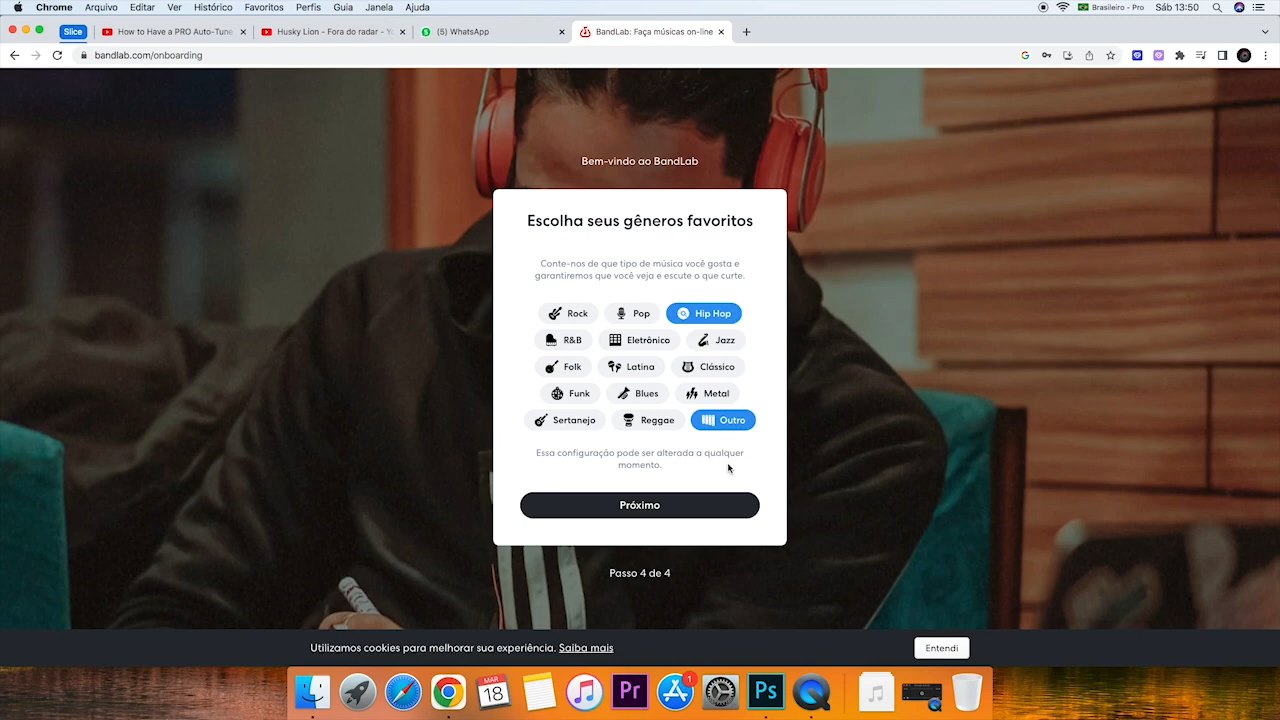 Chrome Arquivo Editar Ver Histórico Favoritos Perfis Guia Janela Ajuda Brasileiro - Pro Sáb 13:50
Slice How to Have a PRO Auto-Tune Husky Lion - Fora do radar - (5) WhatsApp BandLab: Faça músicas on-line
bandlab.com/onboarding
Bem-vindo ao BandLab
Escolha seus gêneros favoritos
Conte-nos de que tipo de música você gosta e
garantiremos que você veja e escute o que curte.
Rock Pop Hip Hop
R&B Eletrônico Jazz
Folk Latina Clássico
Funk Blues Metal
Sertanejo Reggae Outro
Essa configuração pode ser alterada a qualquer
momento.
Próximo
Passo 4 de 4
Utilizamos cookies para melhorar sua experiência. Saiba mais Entendi
MAR 1
18 Pr Ps